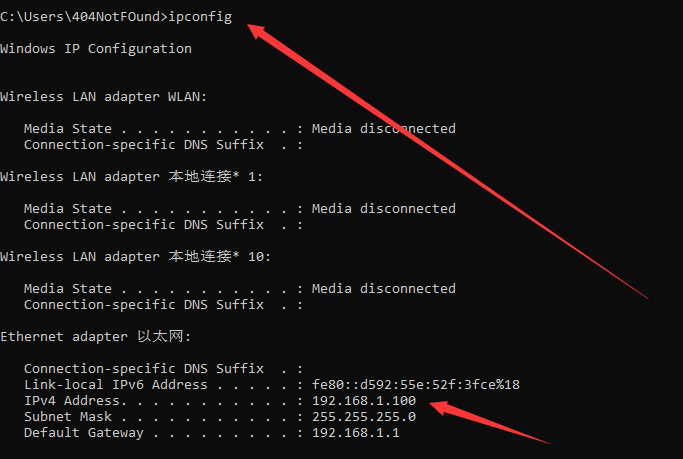 C:\Users\404NotFOund>ipconfig
Windows IP Configuration
Wireless LAN adapter WLAN:
Media State . . . . . . . . . . . : Media disconnected
Connection-specific DNS Suffix  . :
Wireless LAN adapter 本地连接* 1:
Media State . . . . . . . . . . . : Media disconnected
Connection-specific DNS Suffix  . :
Wireless LAN adapter 本地连接* 10:
Media State . . . . . . . . . . . : Media disconnected
Connection-specific DNS Suffix  . :
Ethernet adapter 以太网:
Connection-specific DNS Suffix  . :
Link-local IPv6 Address . . . . . : fe80::d592:55e:52f:3fce%18
IPv4 Address. . . . . . . . . . . : 192.168.1.100
Subnet Mask . . . . . . . . . . . : 255.255.255.0
Default Gateway . . . . . . . . . : 192.168.1.1